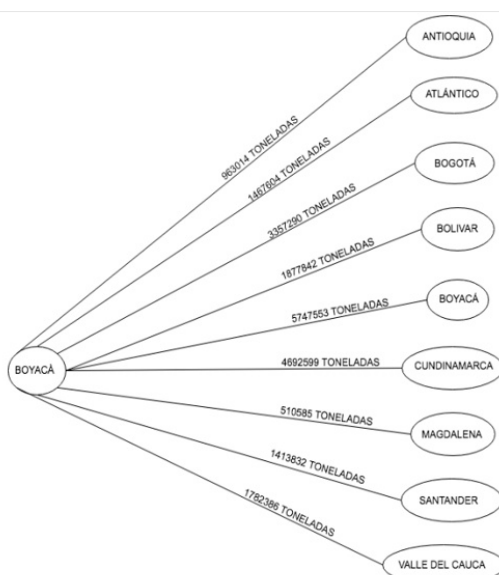 ANTIOQUIA
963014 TONELADAS
ATLÁNTICO
1467604 TONELADAS
BOGOTÁ
3357290 TONELADAS
BOLIVAR
1877842 TONELADAS
BOYACÁ
5747553 TONELADAS
BOYACÁ
4692599 TONELADAS
CUNDINAMARCA
510585 TONELADAS
MAGDALENA
1413832 TONELADAS
SANTANDER
1782386 TONELADAS
VALLE DEL CAUCA